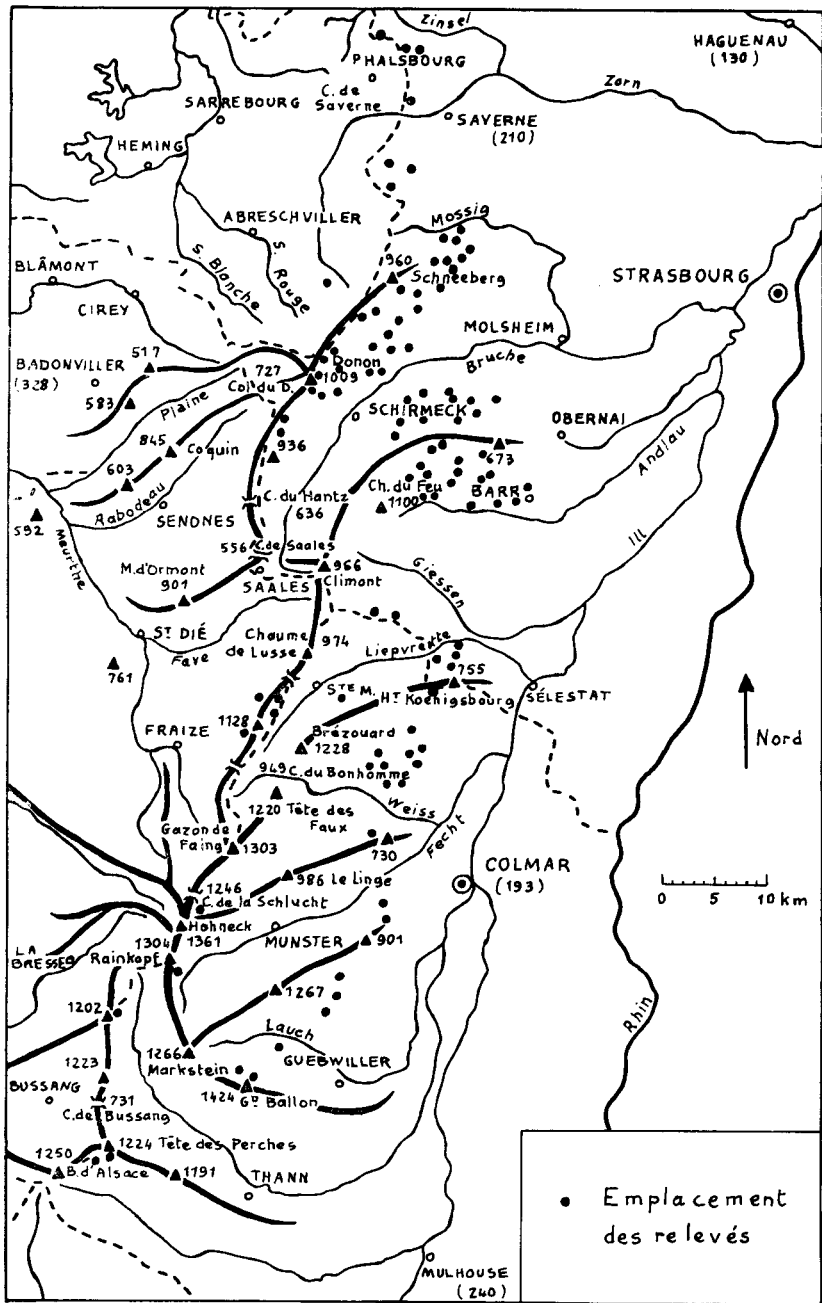 Zinsel
HAGUENAU
(130)
PHALSBOURG
C. de
Saverne
Zorn
SARREBOURG
SAVERNE
(210)
HEMING
ABRESCHVILLER
Mossig
S. Rouge
S. Blanche
BLÂMONT
960
Schneeberg
STRASBOURG
CIREY
MOLSHEIM
517
BADONVILLER
(328)
727
Donon
Col du D.
1009
Bruche
583
Plaine
SCHIRMECK
OBERNAI
845
Coquin
936
673
Andlau
603
Rabodeau
C. du Hantz
636
Ch. du Feu
1100
BARR
SENONES
592
Meurthe
556
C. de Saales
Ill
M. d'Ormont
901
SAALES
966
Climont
Giessen
ST DIÉ
Chaume
de Lusse
974
Liepvrette
Fave
761
755
STE M.
HT Koenigsbourg
SÉLESTAT
1128
FRAIZE
Brézouard
1228
Nord
949 C. du Bonhomme
1220 Tête des
Faux
Weiss
Gazon de
Faing
1303
Fecht
730
COLMAR
(193)
986 Le Linge
1246
C. de la Schlucht
0 5 10 km
Hohneck
1361
MUNSTER
901
LA
BRESSE
1304
Rainkopf
1267
1202
Lauch
Rhin
1266
Markstein
GUEBWILLER
1223
BUSSANG
731
C. de Bussang
1424 Gd Ballon
1250
1224 Tête des Perches
B. d'Alsace
1191
THANN
Emplacement
des relevés
MULHOUSE
(240)